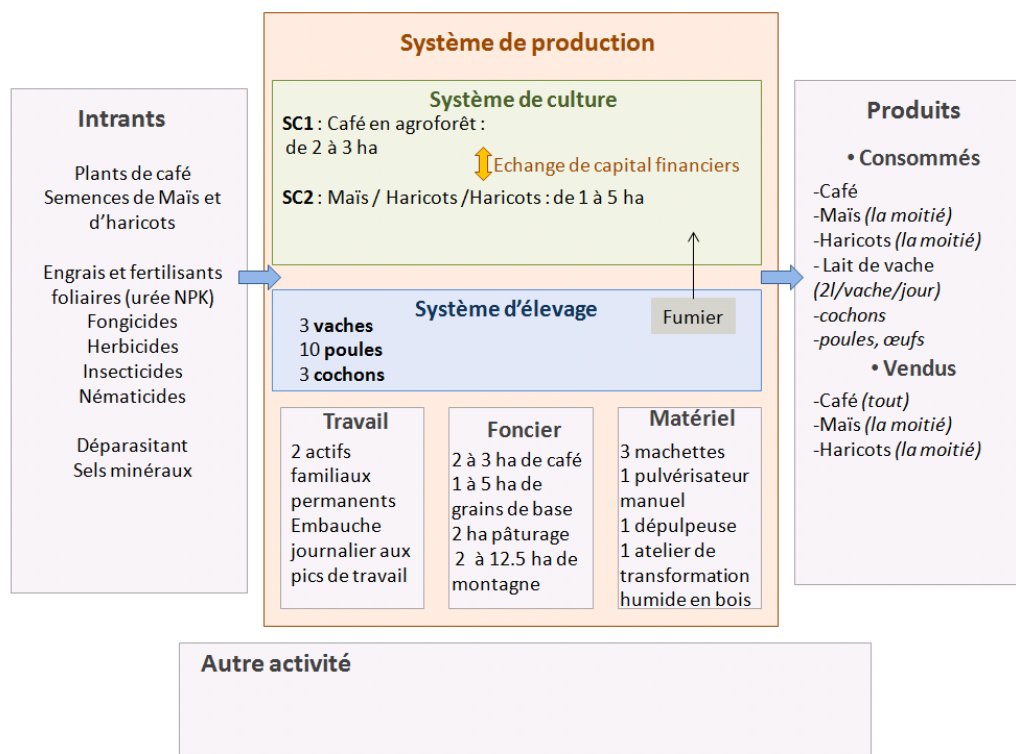 Système de production
Intrants
Plants de café
Semences de Maïs et
d'haricots
Engrais et fertilisants
foliaires (urée NPK)
Fongicides
Herbicides
Insecticides
Nématicides
Déparasitant
Sels minéraux
Système de culture
SC1 : Café en agroforêt :
de 2 à 3 ha
Echange de capital financiers
SC2 : Maïs / Haricots /Haricots : de 1 à 5 ha
Système d'élevage
3 vaches
10 poules
3 cochons
Fumier
Travail
2 actifs
familiaux
permanents
Embauche
journalier aux
pics de travail
Foncier
2 à 3 ha de café
1 à 5 ha de
grains de base
2 ha pâturage
2 à 12.5 ha de
montagne
Matériel
3 machettes
1 pulvérisateur
manuel
1 dépulpeuse
1 atelier de
transformation
humide en bois
Produits
• Consommés
-Café
-Maïs (la moitié)
-Haricots (la moitié)
- Lait de vache
(2l/vache/jour)
-cochons
-poules, œufs
• Vendus
-Café (tout)
-Maïs (la moitié)
-Haricots (la moitié)
Autre activité